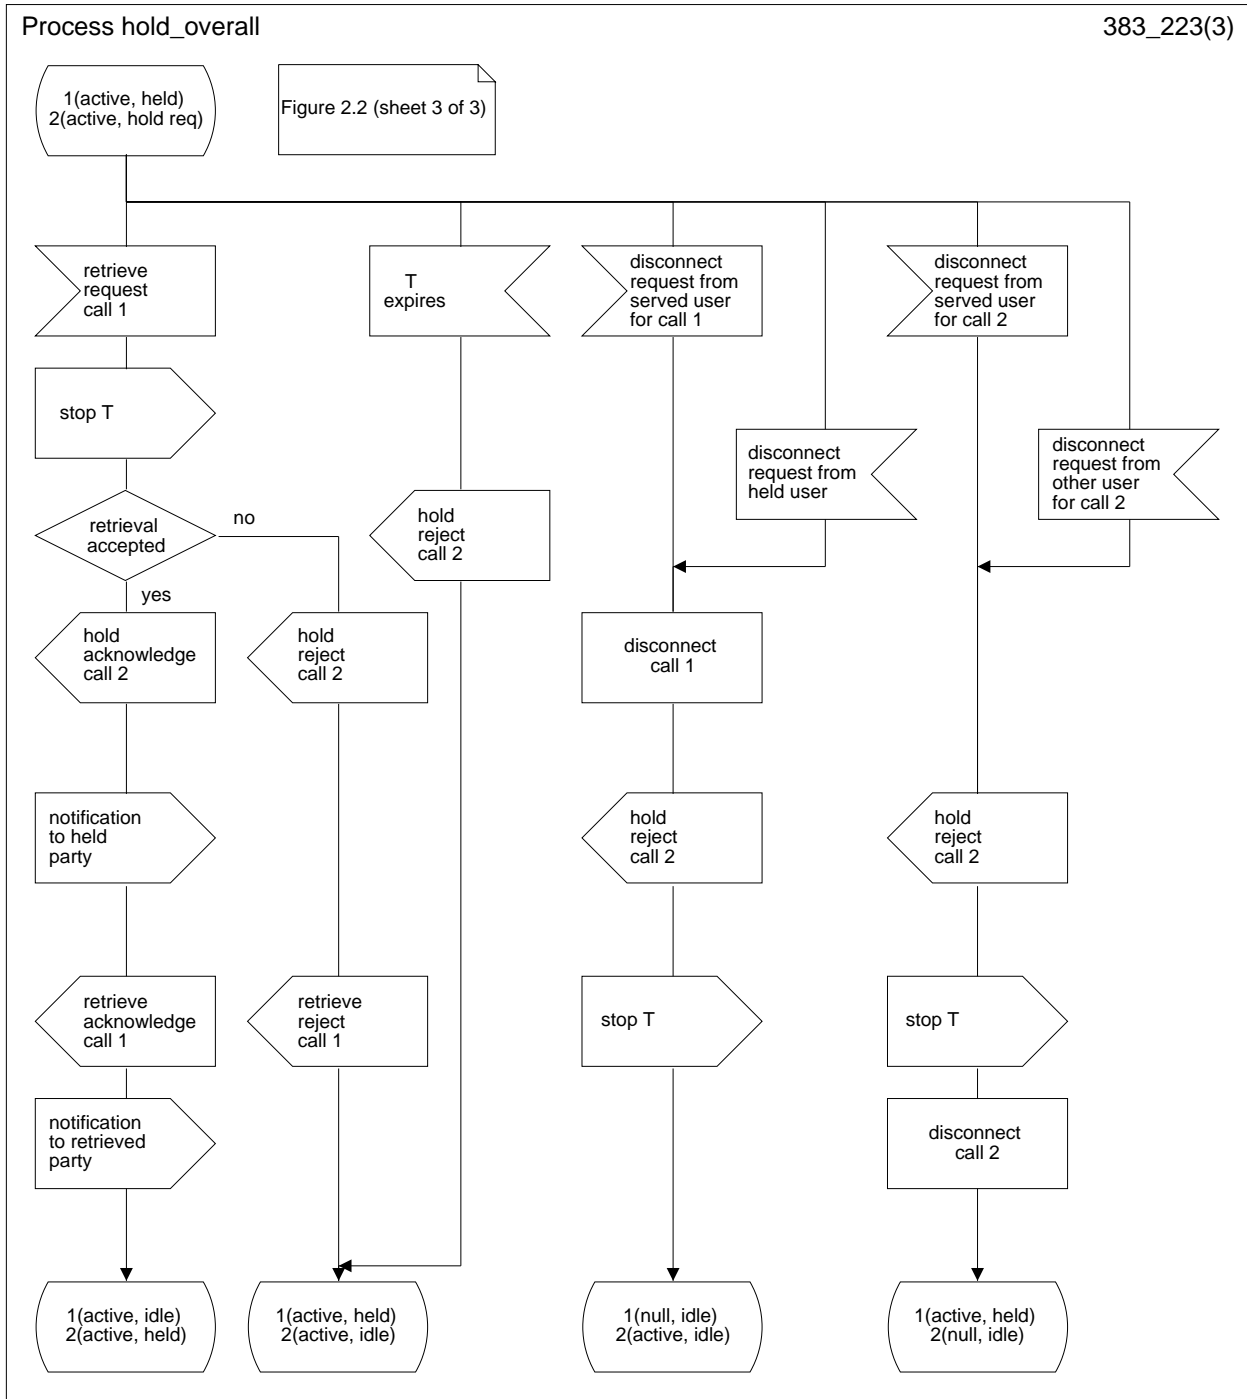 Process hold_overall
383_223(3)
1(active, held)
2(active, hold req)
Figure 2.2 (sheet 3 of 3)
retrieve
request
call 1
T
expires
disconnect
request from
served user
for call 1
disconnect
request from
served user
for call 2
stop T
disconnect
request from
held user
disconnect
request from
other user
for call 2
retrieval
accepted
no
yes
hold
reject
call 2
hold
acknowledge
call 2
hold
reject
call 2
disconnect
call 1
notification
to held
party
hold
reject
call 2
hold
reject
call 2
retrieve
acknowledge
call 1
retrieve
reject
call 1
stop T
stop T
notification
to retrieved
party
disconnect
call 2
1(active, idle)
2(active, held)
1(active, held)
2(active, idle)
1(null, idle)
2(active, idle)
1(active, held)
2(null, idle)